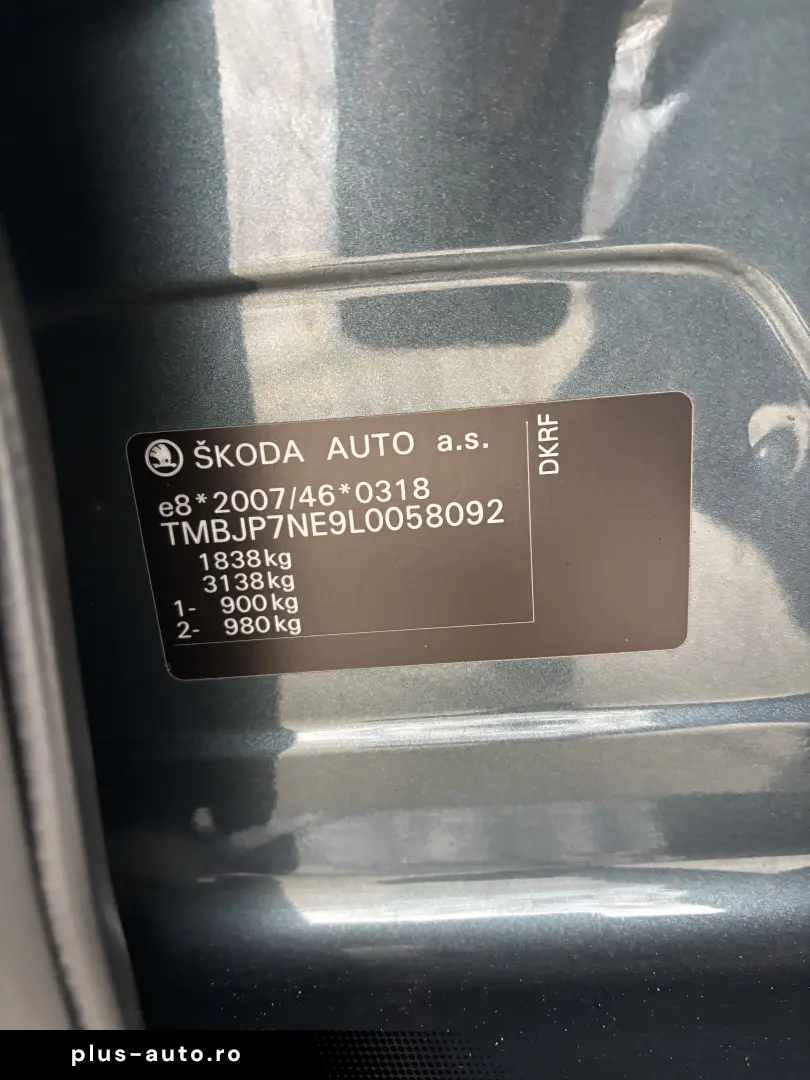 ŠKODA AUTO a.s.
e8*2007/46*0318
TMBJP7NE9L0058092
1838kg
3138kg
1- 900kg
2- 980kg
DKRF
plus-auto.ro